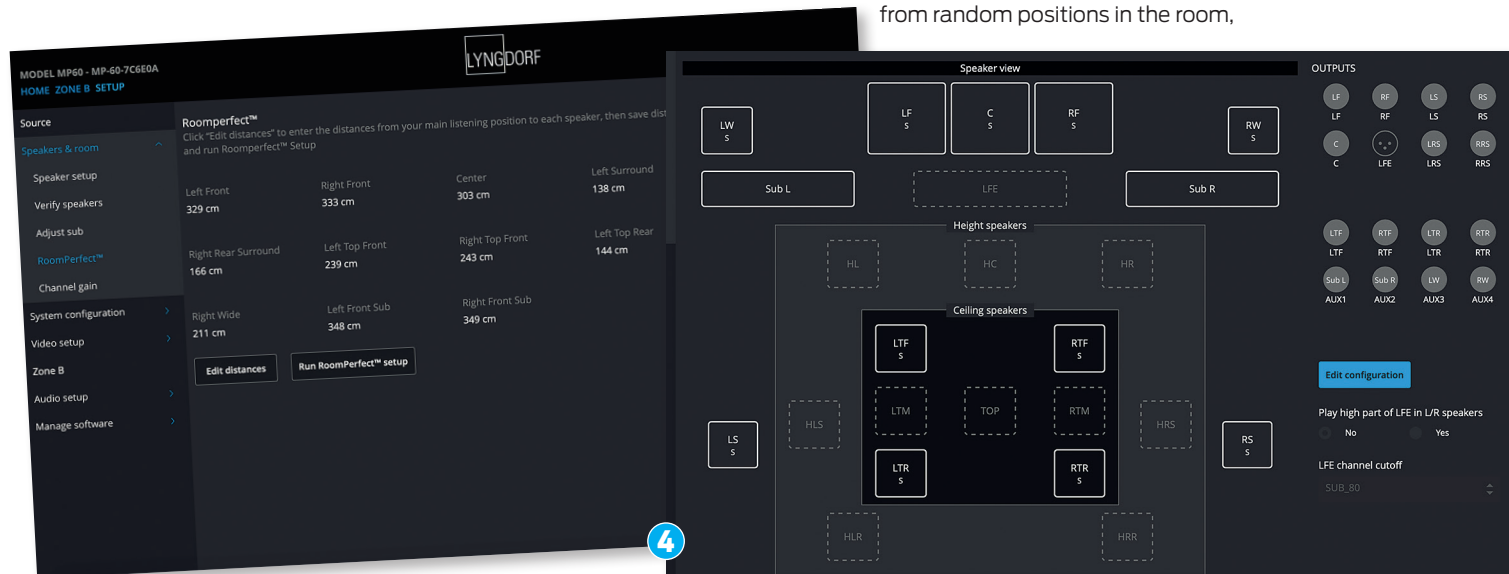 from random positions in the room,
MODEL MP60 - MP-60-7C6E0A
HOME ZONE B SETUP
LYNGDORF
Source
Speakers & room
Speaker setup
Verify speakers
Adjust sub
RoomPerfect™
Channel gain
System configuration
Video setup
Zone B
Audio setup
Manage software
Roomperfect™
Click "Edit distances" to enter the distances from your main listening position to each speaker, then save dist
and run Roomperfect™ Setup
Left Front
329 cm
Right Front
333 cm
Center
303 cm
Left Surround
138 cm
Right Rear Surround
166 cm
Left Top Front
239 cm
Right Top Front
243 cm
Left Top Rear
144 cm
Right Wide
211 cm
Left Front Sub
348 cm
Right Front Sub
349 cm
Edit distances
Run RoomPerfect™ setup
4
Speaker view
LW
S
LF
S
C
S
RF
S
RW
S
Sub L
LFE
Sub R
Height speakers
HL
HC
HR
Ceiling speakers
LTF
S
RTF
S
LTM
TOP
RTM
HLS
HRS
LS
S
RS
S
LTR
S
RTR
S
HLR
HRR
OUTPUTS
LF RF LS RS
LF RF LS RS
C LRS RRS
C LFE LRS RRS
LTF RTF LTR RTR
LTF RTF LTR RTR
Sub L Sub R LW RW
AUX1 AUX2 AUX3 AUX4
Edit configuration
Play high part of LFE in L/R speakers
No Yes
LFE channel cutoff
SUB_80